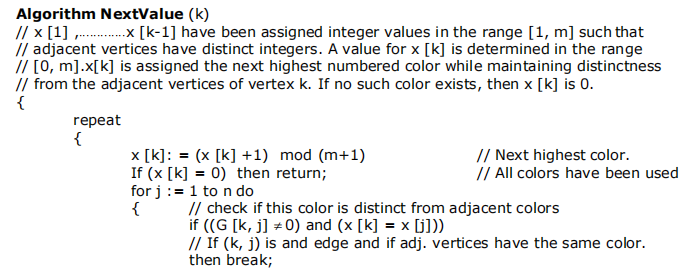 Algorithm NextValue (k)
// x [1] ,.............x [k-1] have been assigned integer values in the range [1, m] such that
// adjacent vertices have distinct integers. A value for x [k] is determined in the range
// [0, m].x[k] is assigned the next highest numbered color while maintaining distinctness
// from the adjacent vertices of vertex k. If no such color exists, then x [k] is 0.
{
repeat
{
x [k]: = (x [k] +1) mod (m+1) // Next highest color.
If (x [k] = 0) then return; // All colors have been used
for j := 1 to n do
{ // check if this color is distinct from adjacent colors
if ((G [k, j] ≠ 0) and (x [k] = x [j]))
// If (k, j) is and edge and if adj. vertices have the same color.
then break;